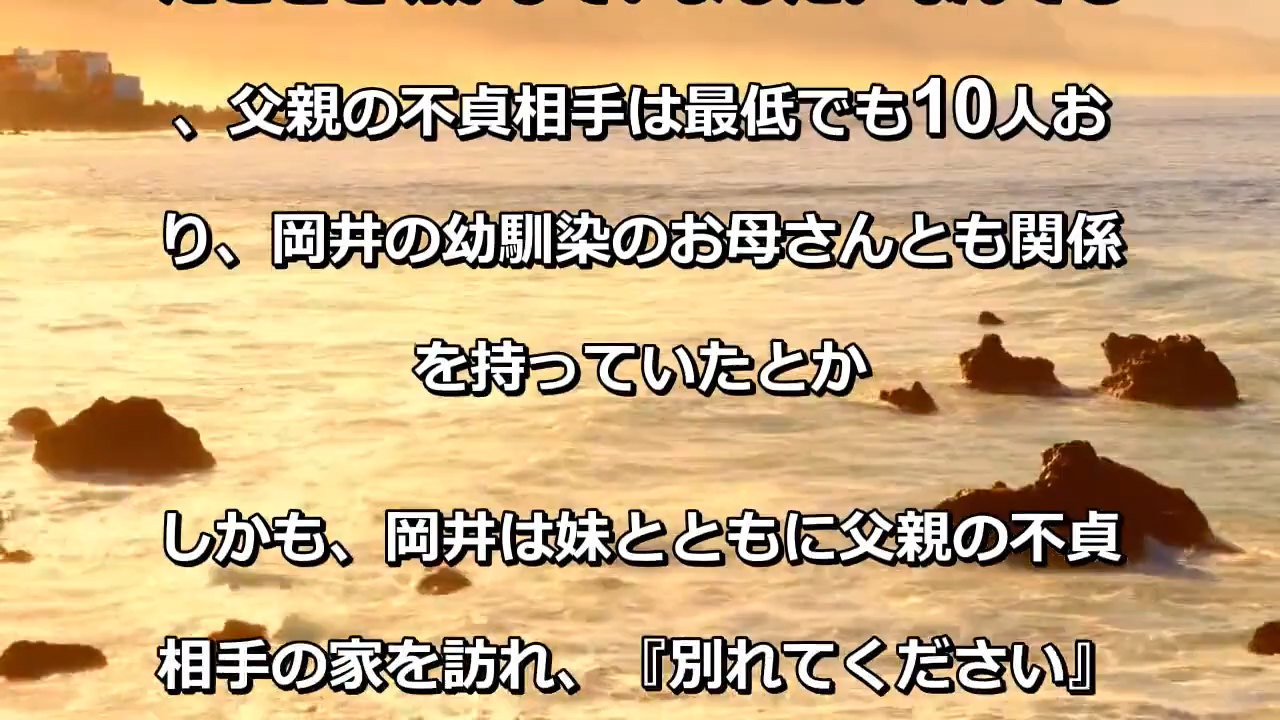 、父親の不貞相手は最低でも10人お
り、岡井の幼馴染のお母さんとも関係
を持っていたとか
しかも、岡井は妹とともに父親の不貞
相手の家を訪れ、『別れてください』